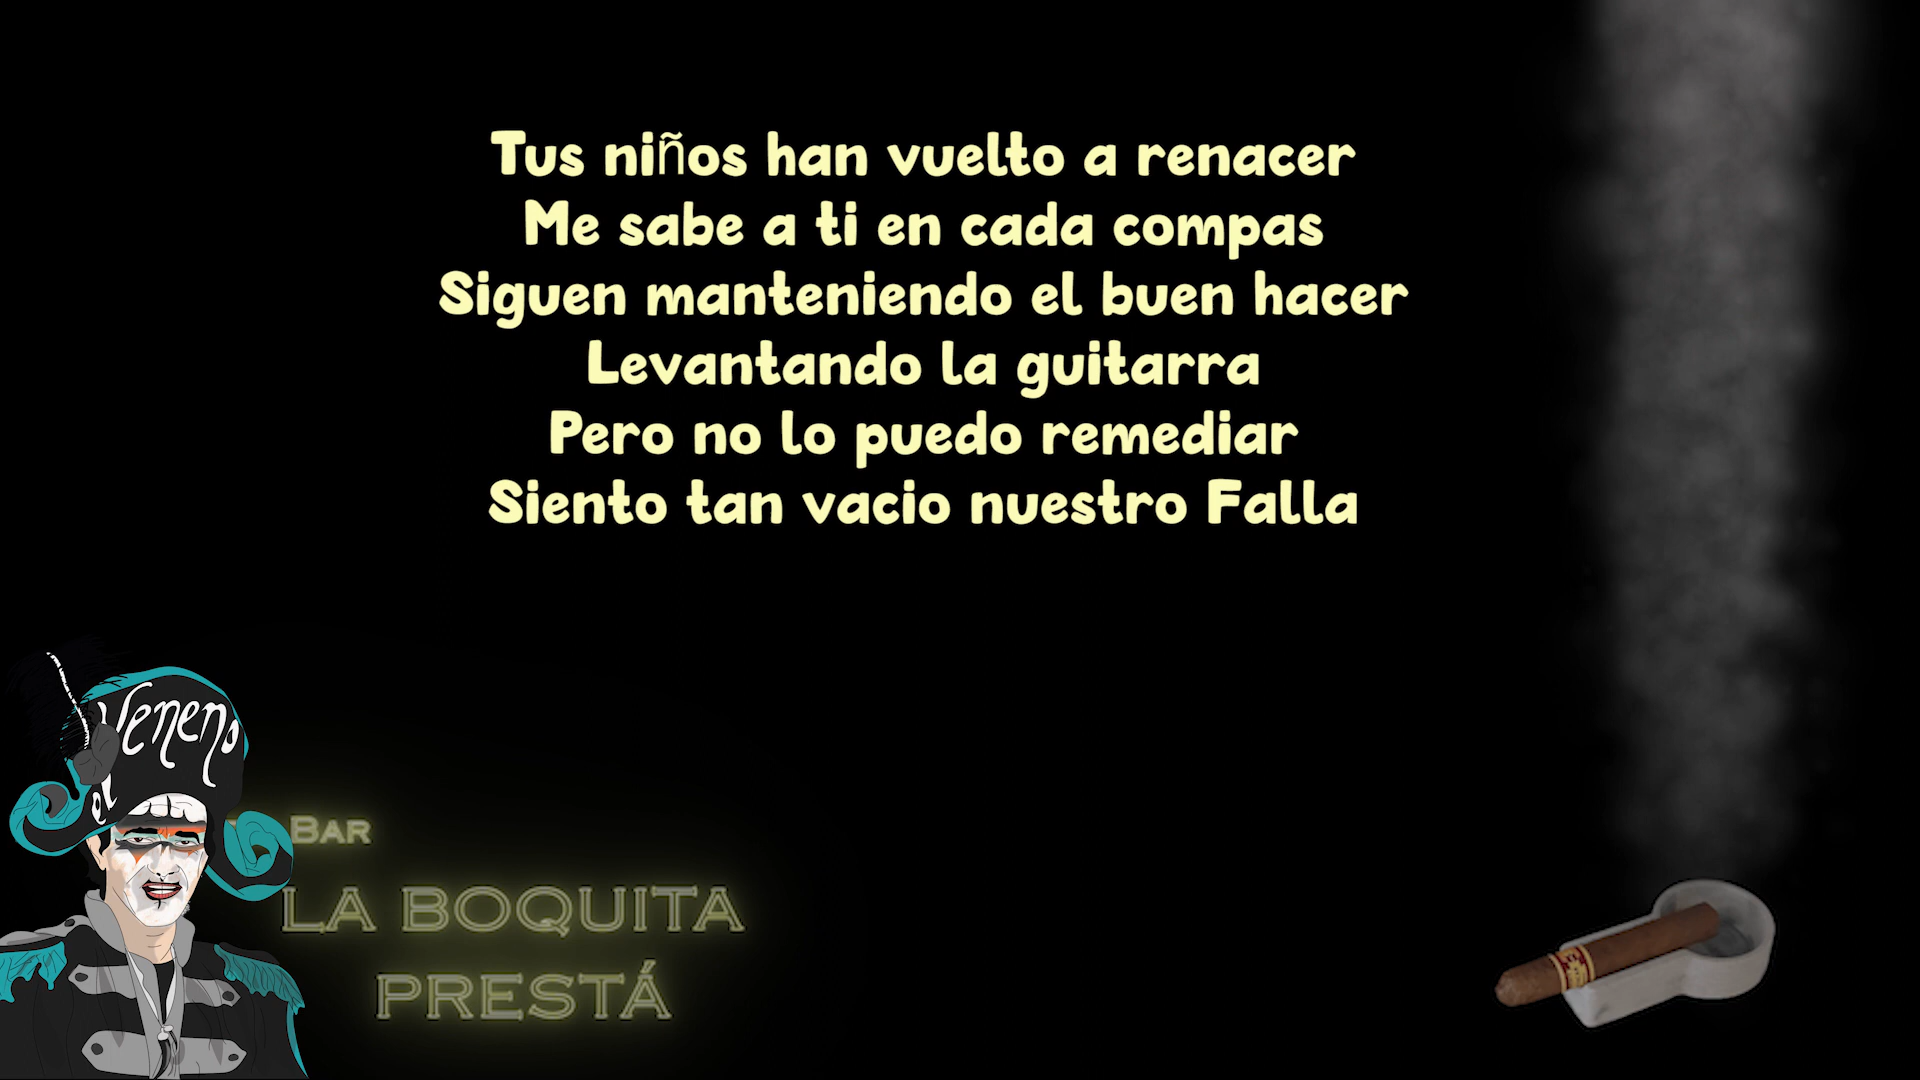 Tus niños han vuelto a renacer
Me sabe a ti en cada compas
Siguen manteniendo el buen hacer
Levantando la guitarra
Pero no lo puedo remediar
Siento tan vacio nuestro Falla
Veneno
el
BAR
LA BOQUITA
PRESTÁ